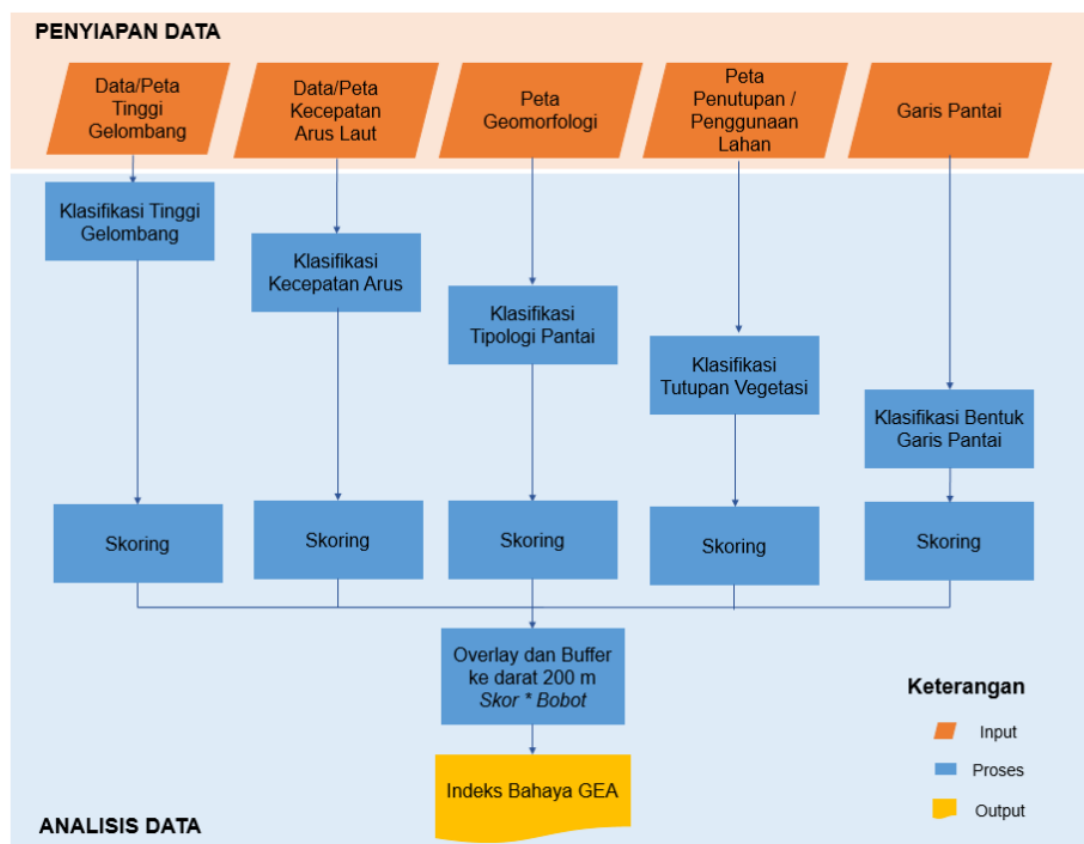 PENYIAPAN DATA
Data/Peta
Tinggi
Gelombang
Data/Peta
Kecepatan
Arus Laut
Peta
Geomorfologi
Peta
Penutupan /
Penggunaan
Lahan
Garis Pantai
Klasifikasi Tinggi
Gelombang
Klasifikasi
Kecepatan Arus
Klasifikasi
Tipologi Pantai
Klasifikasi
Tutupan Vegetasi
Klasifikasi Bentuk
Garis Pantai
Skoring
Skoring
Skoring
Skoring
Skoring
Overlay dan Buffer
ke darat 200 m
Skor * Bobot
Indeks Bahaya GEA
Keterangan
Input
Proses
Output
ANALISIS DATA